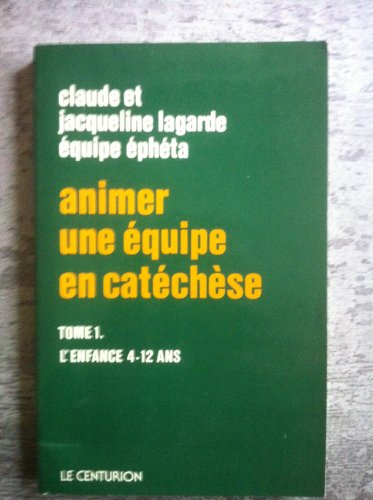 claude et
jacqueline lagarde
équipe éphéta
animer
une équipe
en catéchèse
TOME 1.
L'ENFANCE 4-12 ANS
LE CENTURION